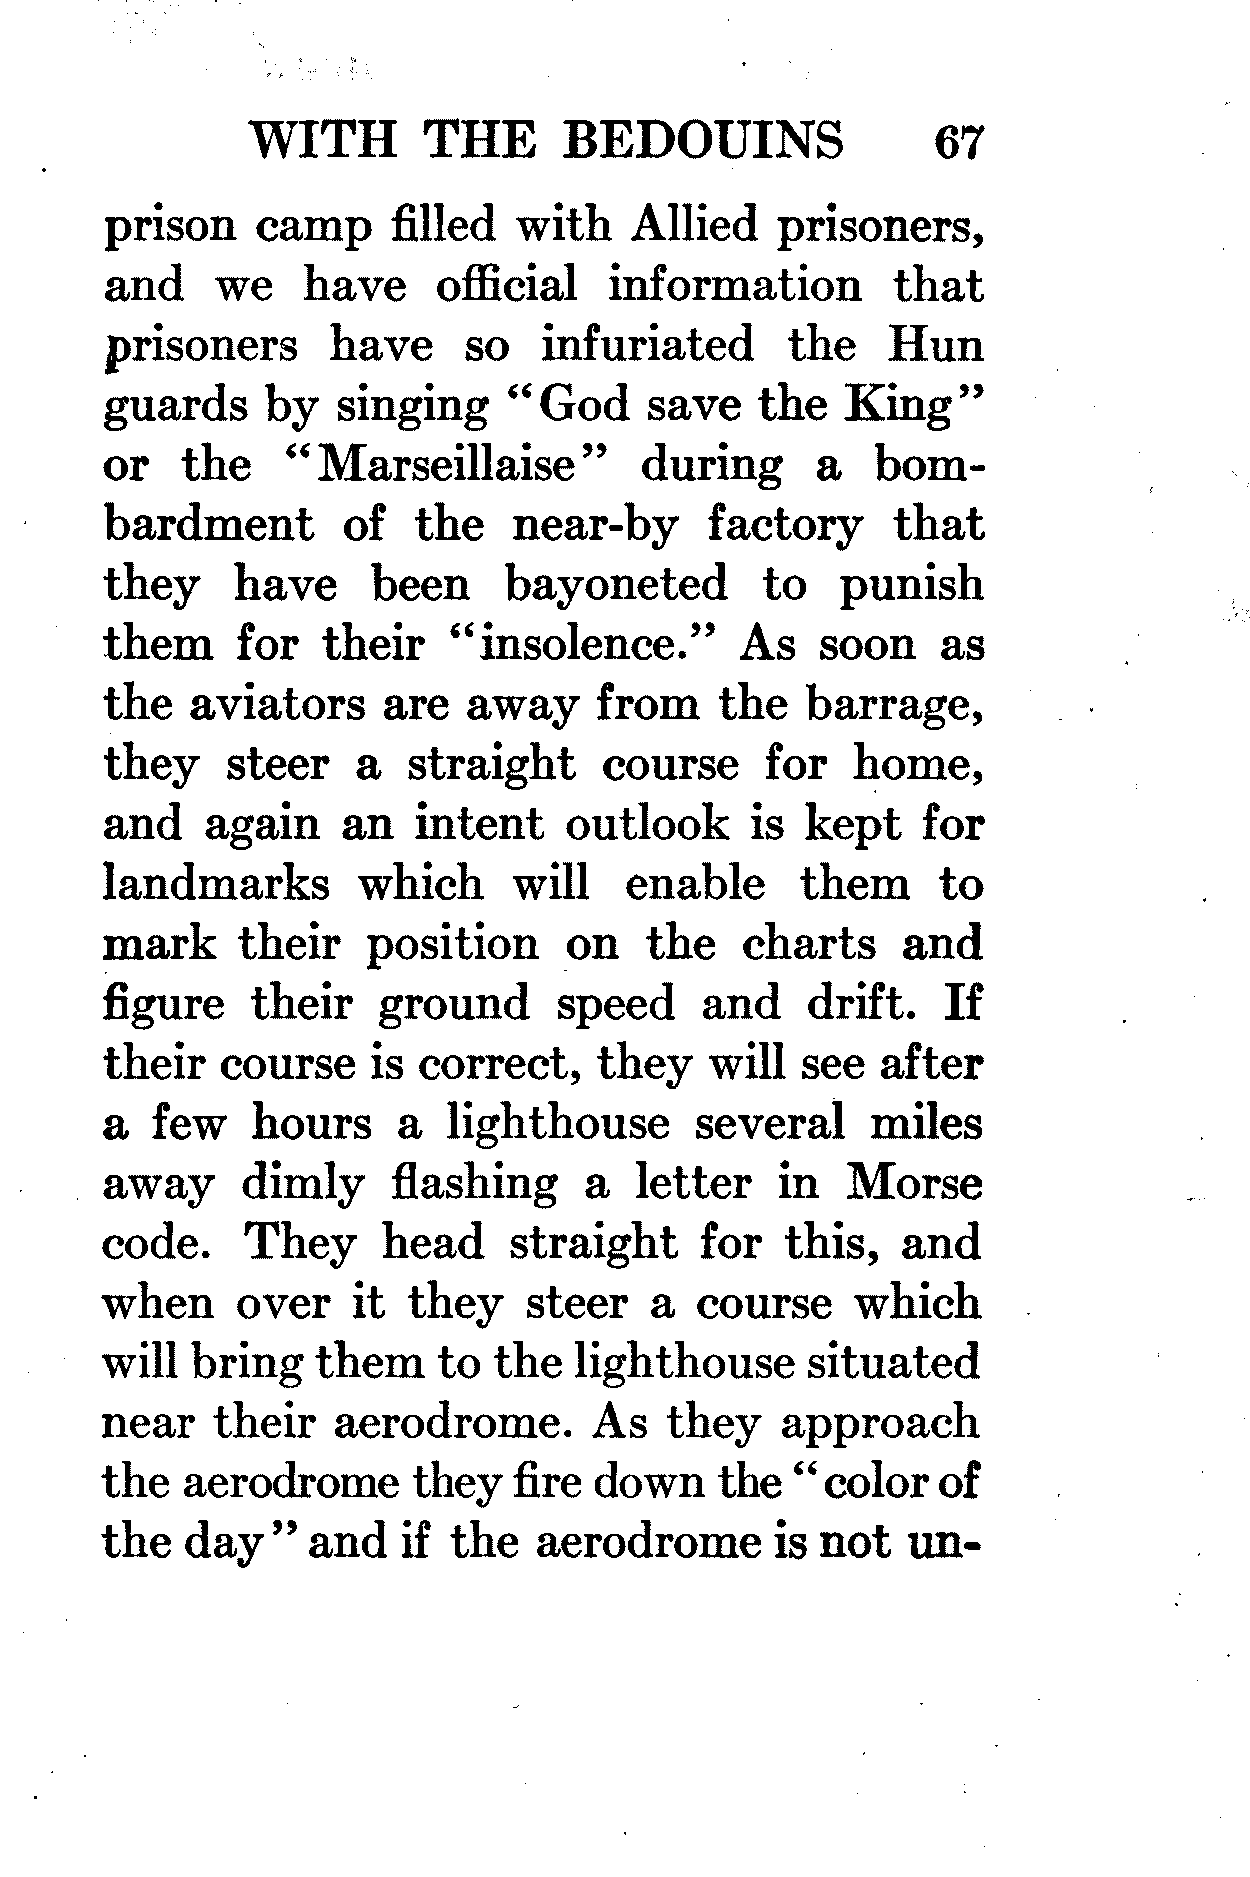 WITH THE BEDOUINS 67
prison camp filled with Allied prisoners,
and we have official information that
prisoners have so infuriated the Hun
guards by singing “God save the King”
or the “Marseillaise” during a bom-
bardment of the near-by factory that
they have been bayoneted to punish
them for their “insolence.” As soon as
the aviators are away from the barrage,
they steer a straight course for home,
and again an intent outlook is kept for
landmarks which will enable them to
mark their position on the charts and
figure their ground speed and drift. If
their course is correct, they will see after
a few hours a lighthouse several miles
away dimly flashing a letter in Morse
code. They head straight for this, and
when over it they steer a course which
will bring them to the lighthouse situated
near their aerodrome. As they approach
the aerodrome they fire down the “color of
the day” and if the aerodrome is not un-